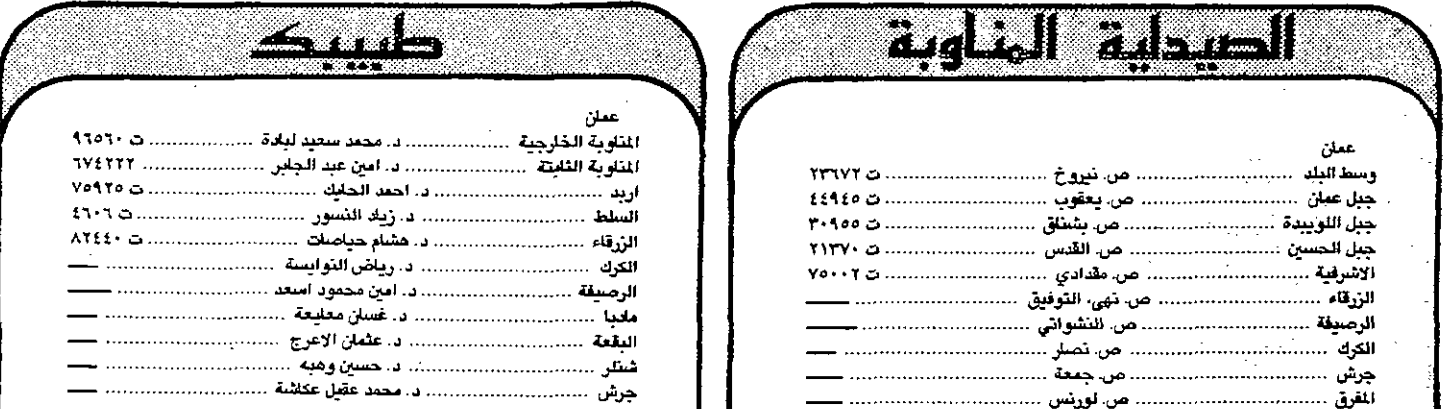 الصيدلية المناوبة
عمان
وسط البلد ........ ص. نيروخ ........ ت ٢٣٦٧٢
جبل عمان ........ ص. يعقوب ........ ت ٤٤٩٤٥
جبل اللويبدة ........ ص. بشناق ........ ت ٣٠٩٥٥
جبل الحسين ........ ص. القدس ........ ت ٢١٣٧٠
الاشرفية ........ ص. مقدادي ........ ت ٧٥٠٠٢
الزرقاء ........ ص. نهى، التوفيق ........ ——
الرصيفة ........ ص. النشواتي ........ ——
الكرك ........ ص. نصار ........ ——
جرش ........ ص. جمعة ........ ——
المفرق ........ ص. لورنس ........ ——
طبيبك
عمان
المناوبة الخارجية ........ د. محمد سعيد لبادة ........ ت ٩٦٥٦٠
المناوبة الثابتة ........ د. امين عبد الجابر ........ ٦٧٤٢٢٢
اربد ........ د. احمد الحايك ........ ت ٧٥٩٢٥
السلط ........ د. زياد النسور ........ ت ٤٦٠٦
الزرقاء ........ د. هشام حياصات ........ ت ٨٢٤٤٠
الكرك ........ د. رياض النوايسة ........ ——
الرصيفة ........ د. امين محمود اسعد ........ ——
مادبا ........ د. غسان معايعة ........ ——
البقعة ........ د. عثمان الاعرج ........ ——
شنلر ........ د. حسين وهبه ........ ——
جرش ........ د. محمد عقيل عكاشة ........ ——